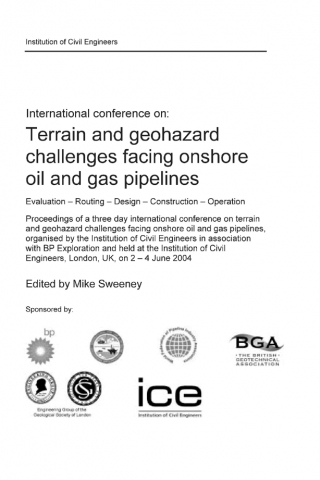 Institution of Civil Engineers
International conference on:
Terrain and geohazard
challenges facing onshore
oil and gas pipelines
Evaluation – Routing – Design – Construction – Operation
Proceedings of a three day international conference on terrain
and geohazard challenges facing onshore oil and gas pipelines,
organised by the Institution of Civil Engineers in association
with BP Exploration and held at the Institution of Civil
Engineers, London, UK, on 2 – 4 June 2004
Edited by Mike Sweeney
Sponsored by:
bp
BGA
· THE BRITISH
GEOTECHNICAL
ASSOCIATION
Engineering Group of the
Geological Society of London
ice
Institution of Civil Engineers